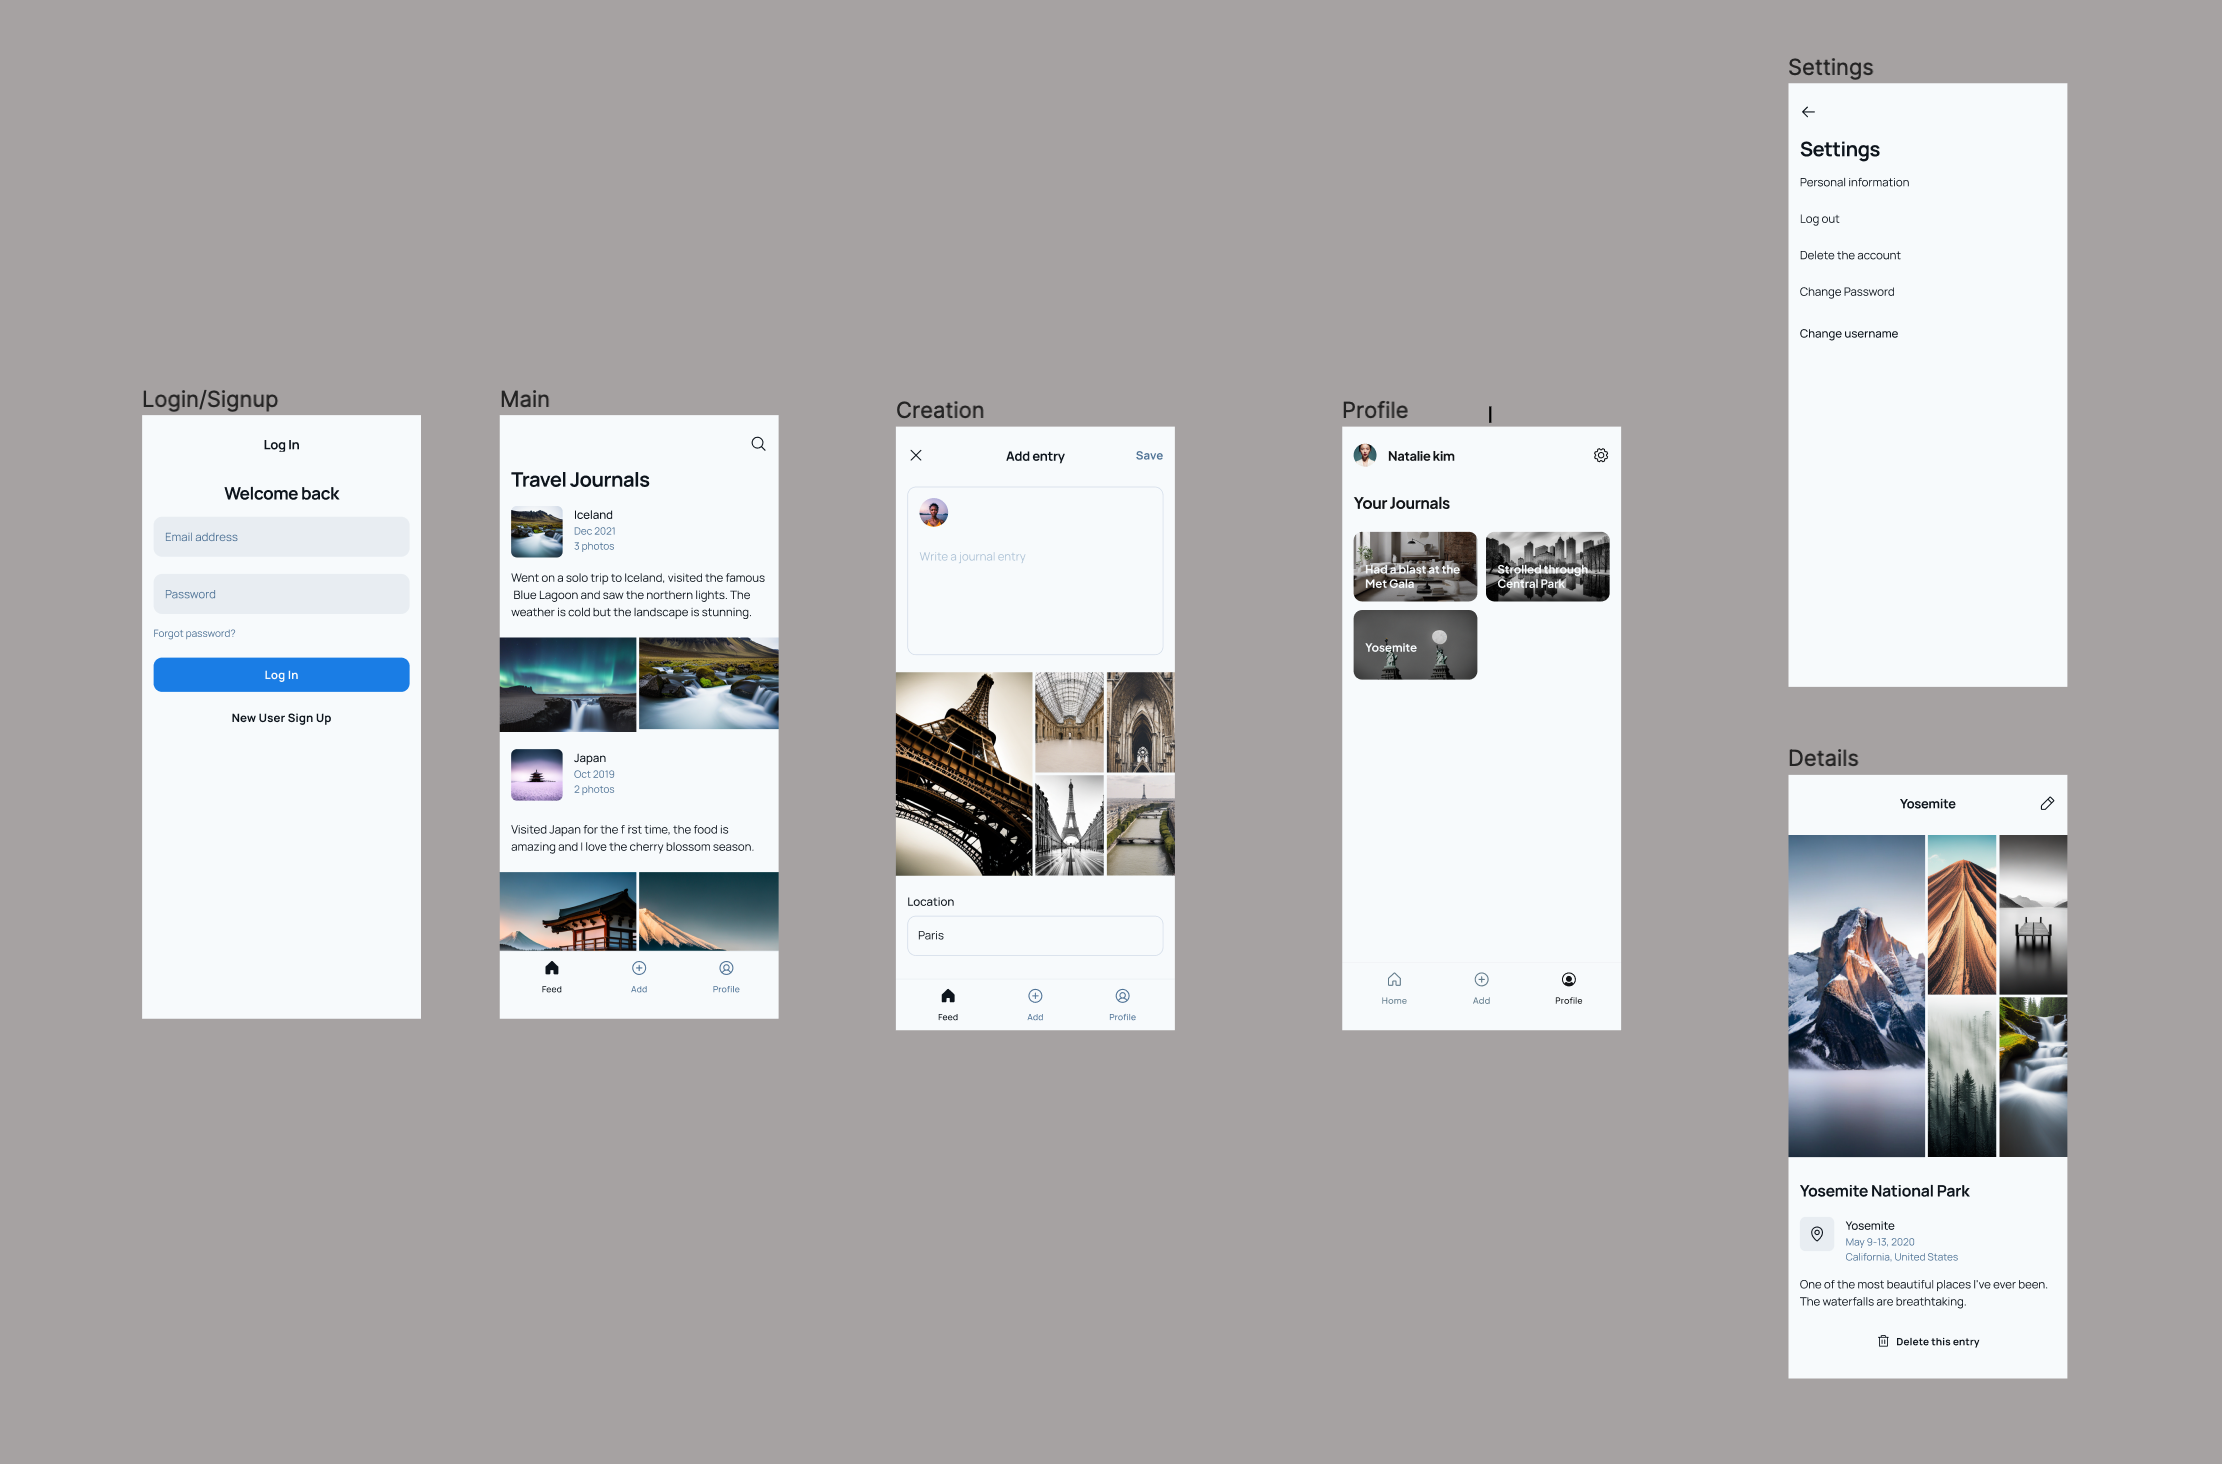 Login/Signup
Log In
Welcome back
Email address
Password
Forgot password?
Log In
New User Sign Up
Main
Travel Journals
Iceland
Dec 2021
3 photos
Went on a solo trip to Iceland, visited the famous
Blue Lagoon and saw the northern lights. The
weather is cold but the landscape is stunning.
Japan
Oct 2019
2 photos
Visited Japan for the f irst time, the food is
amazing and I love the cherry blossom season.
Feed
Add
Profile
Creation
Add entry
Save
Write a journal entry
Location
Paris
Feed
Add
Profile
Profile
Natalie kim
Your Journals
Had a blast at the
Met Gala
Strolled through
Central Park
Yosemite
Home
Add
Profile
Settings
Settings
Personal information
Log out
Delete the account
Change Password
Change username
Details
Yosemite
Yosemite National Park
Yosemite
May 9-13, 2020
California, United States
One of the most beautiful places I've ever been.
The waterfalls are breathtaking.
Delete this entry